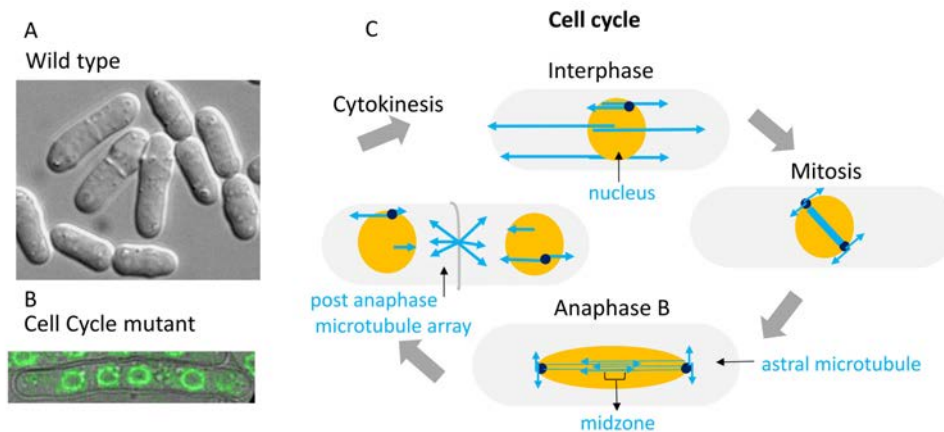 A
Wild type
B
Cell Cycle mutant
C
Cell cycle
Interphase
Cytokinesis
nucleus
Mitosis
post anaphase
microtubule array
Anaphase B
astral microtubule
midzone